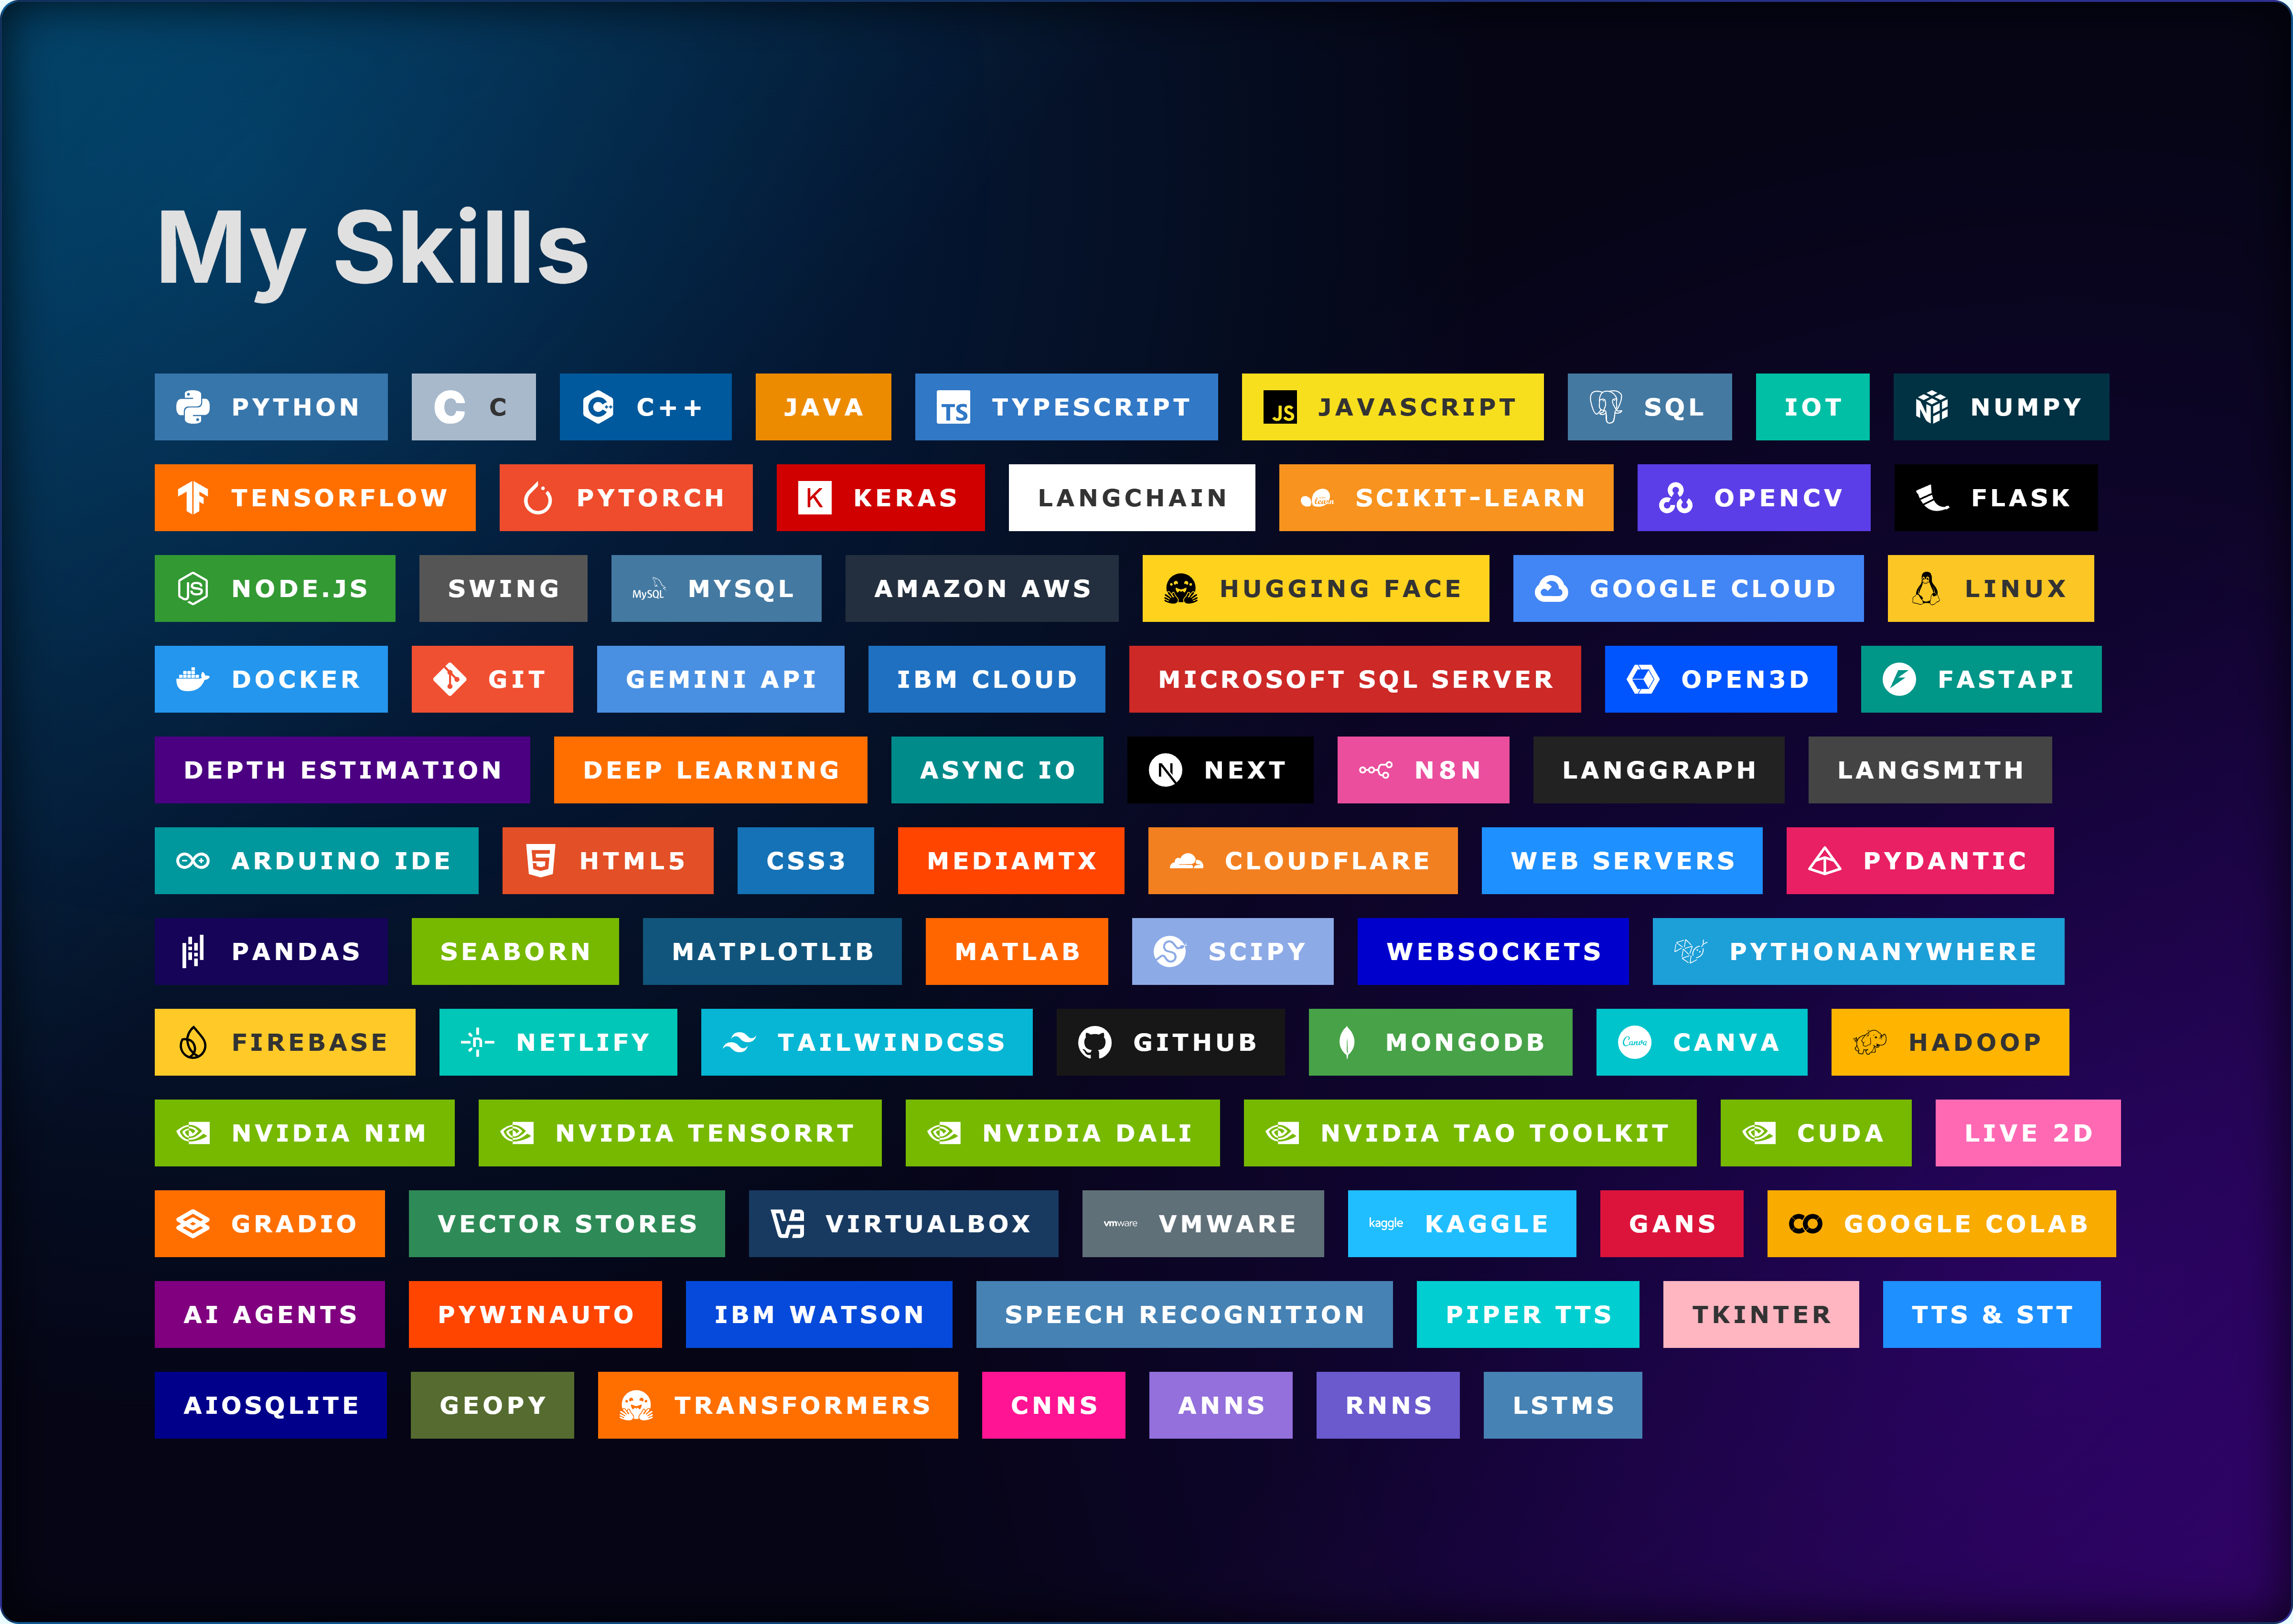 My Skills
PYTHON C C++ JAVA TS TYPESCRIPT JS JAVASCRIPT SQL IOT NUMPY
TENSORFLOW PYTORCH K KERAS LANGCHAIN learn SCIKIT-LEARN OPENCV FLASK
JS NODE.JS SWING MySQL MYSQL AMAZON AWS HUGGING FACE GOOGLE CLOUD LINUX
DOCKER GIT GEMINI API IBM CLOUD MICROSOFT SQL SERVER OPEN3D FASTAPI
DEPTH ESTIMATION DEEP LEARNING ASYNC IO N NEXT N8N LANGGRAPH LANGSMITH
ARDUINO IDE 5 HTML5 CSS3 MEDIAMTX CLOUDFLARE WEB SERVERS PYDANTIC
PANDAS SEABORN MATPLOTLIB MATLAB SCIPY WEBSOCKETS PYTHONANYWHERE
FIREBASE n NETLIFY TAILWINDCSS GITHUB MONGODB Canva CANVA HADOOP
NVIDIA NIM NVIDIA TENSORRT NVIDIA DALI NVIDIA TAO TOOLKIT CUDA LIVE 2D
GRADIO VECTOR STORES VIRTUALBOX vmware VMWARE kaggle KAGGLE GANS CO GOOGLE COLAB
AI AGENTS PYWINAUTO IBM WATSON SPEECH RECOGNITION PIPER TTS TKINTER TTS & STT
AIOSQLITE GEOPY TRANSFORMERS CNNS ANNS RNNS LSTMS